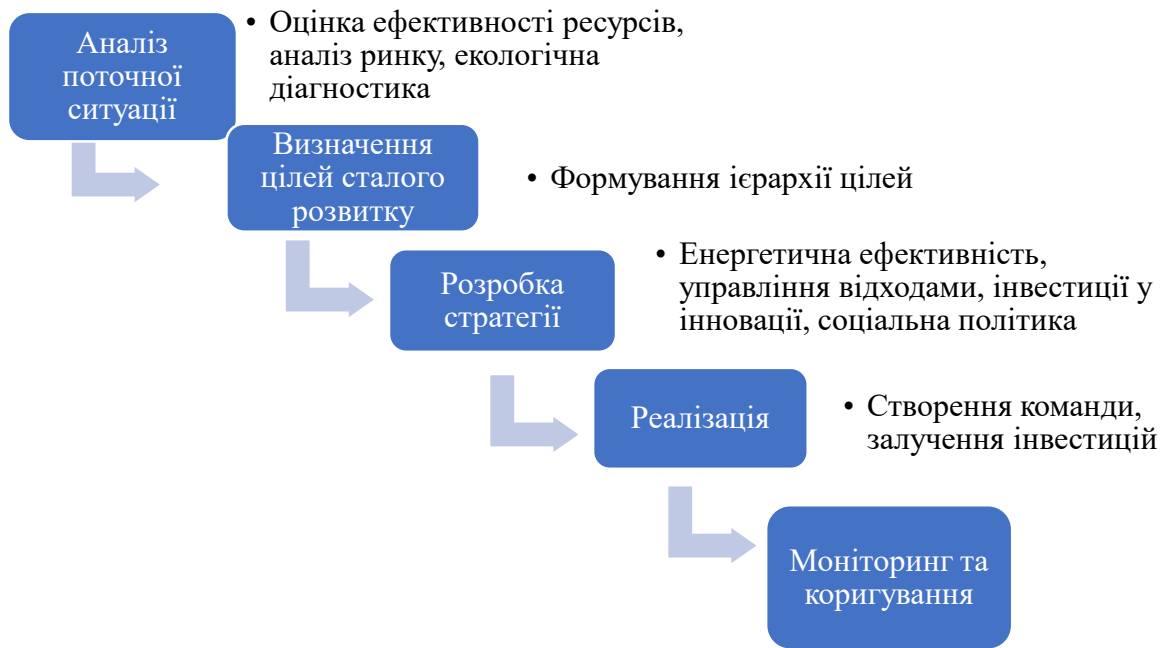 Аналіз
поточної
ситуації
• Оцінка ефективності ресурсів,
аналіз ринку, екологічна
діагностика
Визначення
цілей сталого
розвитку
• Формування ієрархії цілей
Розробка
стратегії
• Енергетична ефективність,
управління відходами, інвестиції у
інновації, соціальна політика
Реалізація
• Створення команди,
залучення інвестицій
Моніторинг та
коригування